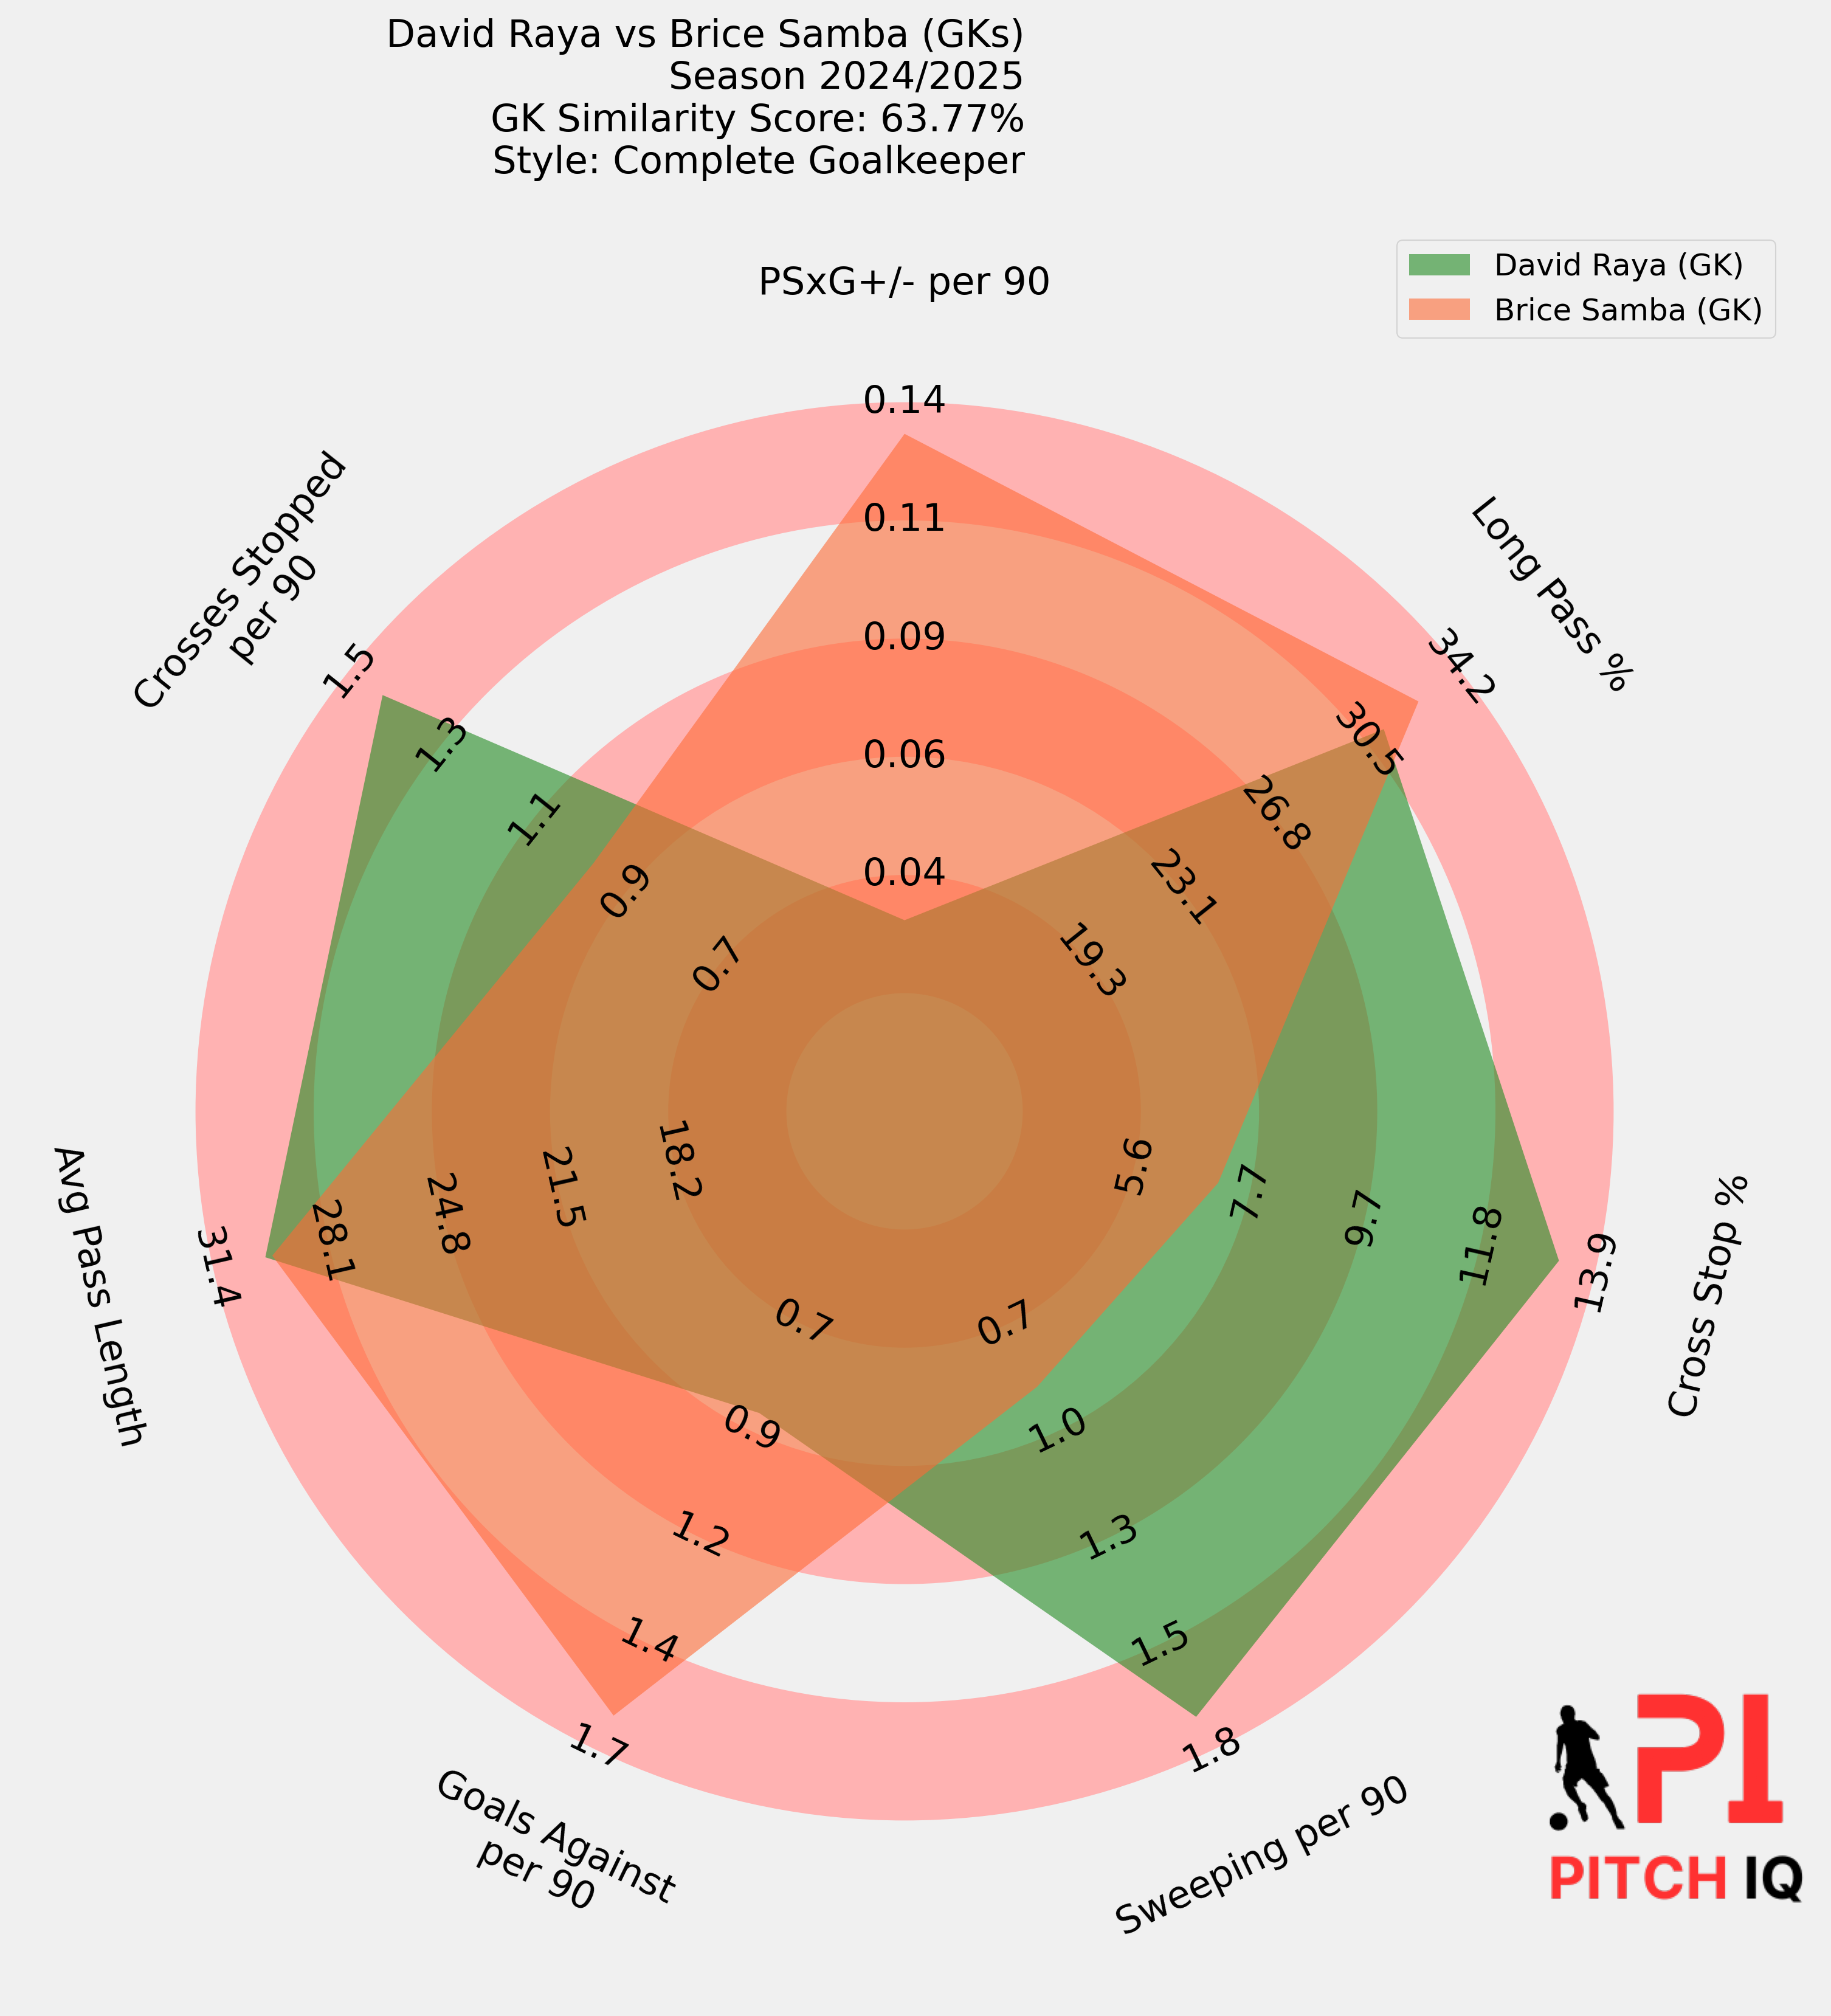 David Raya vs Brice Samba (GKs)
Season 2024/2025
GK Similarity Score: 63.77%
Style: Complete Goalkeeper
David Raya (GK)
Brice Samba (GK)
PSxG+/- per 90
0.14
0.11
0.09
0.06
0.04
Long Pass %
34.2
30.5
26.8
23.1
19.3
Cross Stop %
13.9
11.8
9.7
7.7
5.6
Sweeping per 90
1.8
1.5
1.3
1.0
0.7
Goals Against
per 90
1.7
1.4
1.2
0.9
0.7
Avg Pass Length
31.4
28.1
24.8
21.5
18.2
Crosses Stopped
per 90
1.5
1.3
1.1
0.9
0.7
PI
PITCH IQ